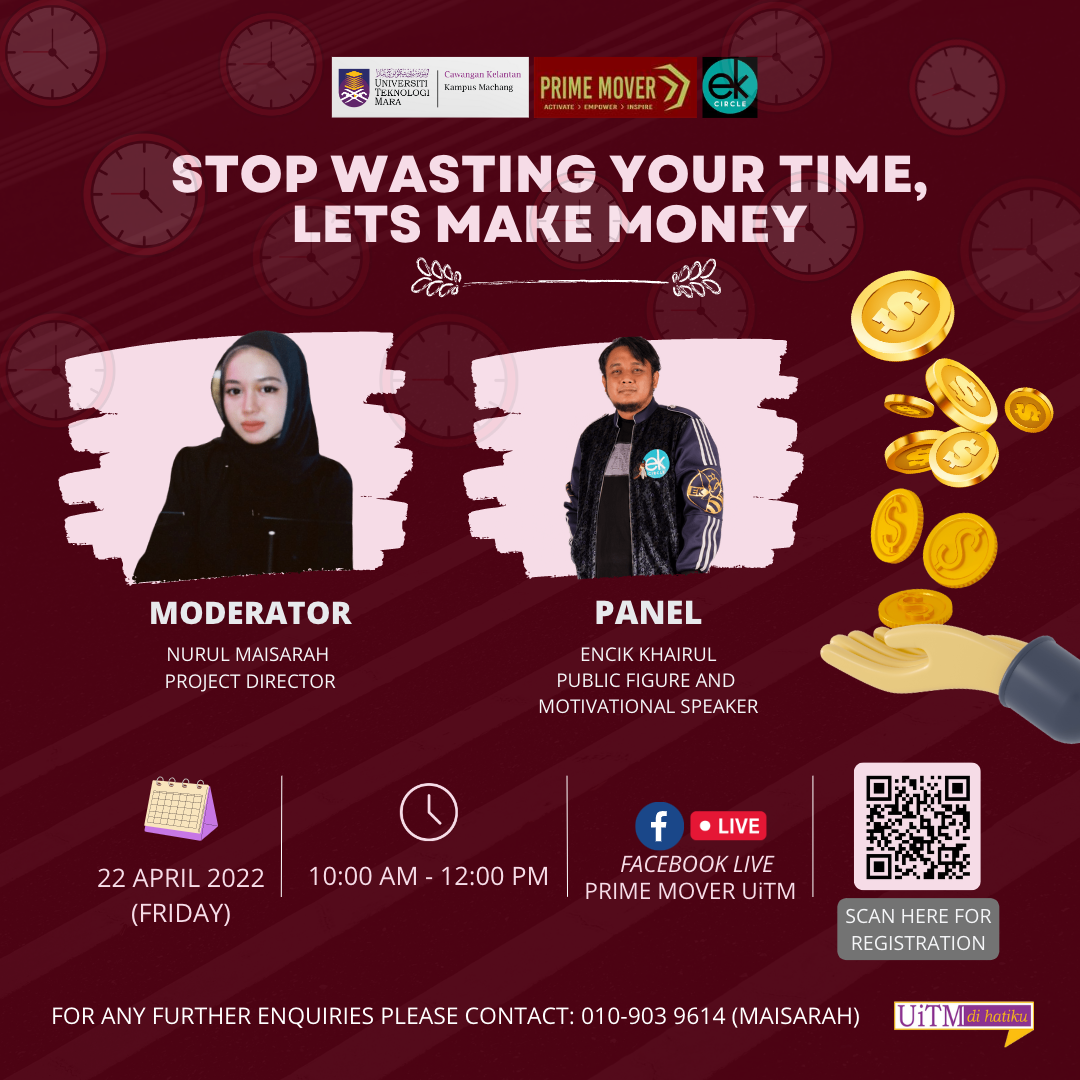 UNIVERSITI
TEKNOLOGI
MARA
Cawangan Kelantan
Kampus Machang
PRIME MOVER
ACTIVATE > EMPOWER > INSPIRE
ek
CIRCLE
STOP WASTING YOUR TIME,
LETS MAKE MONEY
ek
EK
MODERATOR
NURUL MAISARAH
PROJECT DIRECTOR
PANEL
ENCIK KHAIRUL
PUBLIC FIGURE AND
MOTIVATIONAL SPEAKER
22 APRIL 2022
(FRIDAY)
10:00 AM - 12:00 PM
f
LIVE
FACEBOOK LIVE
PRIME MOVER UiTM
SCAN HERE FOR
REGISTRATION
FOR ANY FURTHER ENQUIRIES PLEASE CONTACT: 010-903 9614 (MAISARAH)
UiTM di hatiku